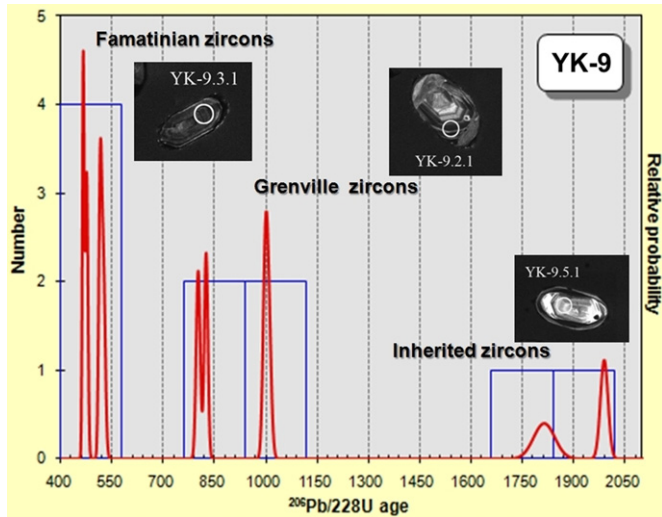 5
Famatinian zircons
YK-9
YK-9.3.1
4
YK-9.2.1
3
Grenville zircons
Number
Relative probability
2
YK-9.5.1
Inherited zircons
1
0
400 550 700 850 1000 1150 1300 1450 1600 1750 1900 2050
206Pb/228U age